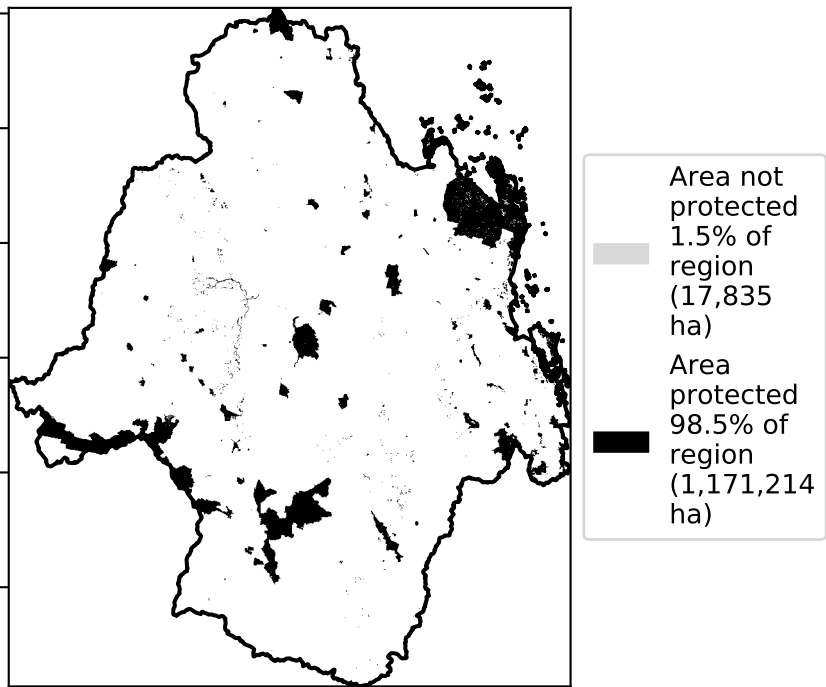 Area not
protected
1.5% of
region
(17,835
ha)
Area
protected
98.5% of
region
(1,171,214
ha)